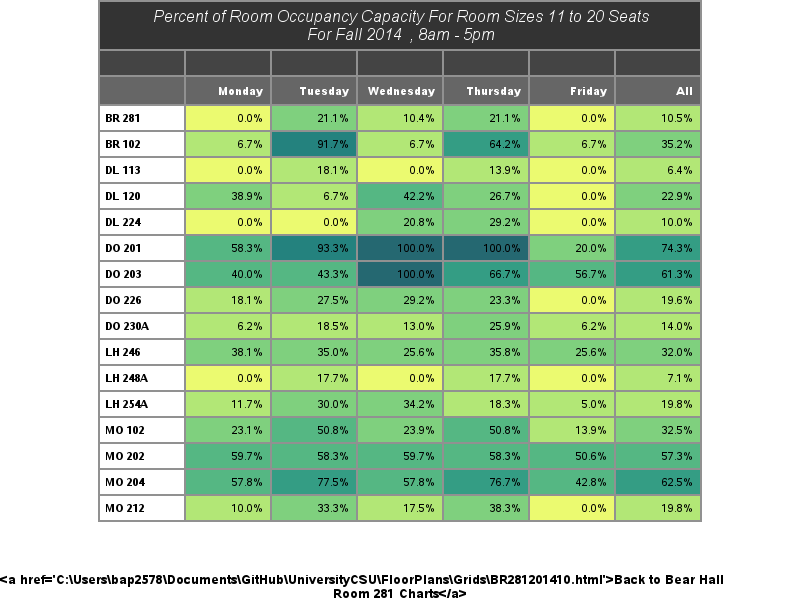 Percent of Room Occupancy Capacity For Room Sizes 11 to 20 Seats
For Fall 2014 , 8am - 5pm
Monday Tuesday Wednesday Thursday Friday All
BR 281 0.0% 21.1% 10.4% 21.1% 0.0% 10.5%
BR 102 6.7% 91.7% 6.7% 64.2% 6.7% 35.2%
DL 113 0.0% 18.1% 0.0% 13.9% 0.0% 6.4%
DL 120 38.9% 6.7% 42.2% 26.7% 0.0% 22.9%
DL 224 0.0% 0.0% 20.8% 29.2% 0.0% 10.0%
DO 201 58.3% 93.3% 100.0% 100.0% 20.0% 74.3%
DO 203 40.0% 43.3% 100.0% 66.7% 56.7% 61.3%
DO 226 18.1% 27.5% 29.2% 23.3% 0.0% 19.6%
DO 230A 6.2% 18.5% 13.0% 25.9% 6.2% 14.0%
LH 246 38.1% 35.0% 25.6% 35.8% 25.6% 32.0%
LH 248A 0.0% 17.7% 0.0% 17.7% 0.0% 7.1%
LH 254A 11.7% 30.0% 34.2% 18.3% 5.0% 19.8%
MO 102 23.1% 50.8% 23.9% 50.8% 13.9% 32.5%
MO 202 59.7% 58.3% 59.7% 58.3% 50.6% 57.3%
MO 204 57.8% 77.5% 57.8% 76.7% 42.8% 62.5%
MO 212 10.0% 33.3% 17.5% 38.3% 0.0% 19.8%
<a href='C:\Users\bap2578\Documents\GitHub\UniversityCSU\FloorPlans\Grids\BR281201410.html'>Back to Bear Hall
Room 281 Charts</a>